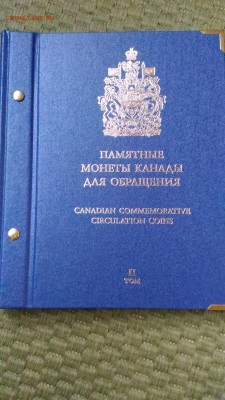 ПАМЯТНЫЕ
МОНЕТЫ КАНАДЫ
ДЛЯ ОБРАЩЕНИЯ
CANADIAN COMMEMORATIVE
CIRCULATION COINS
II
ТОМ